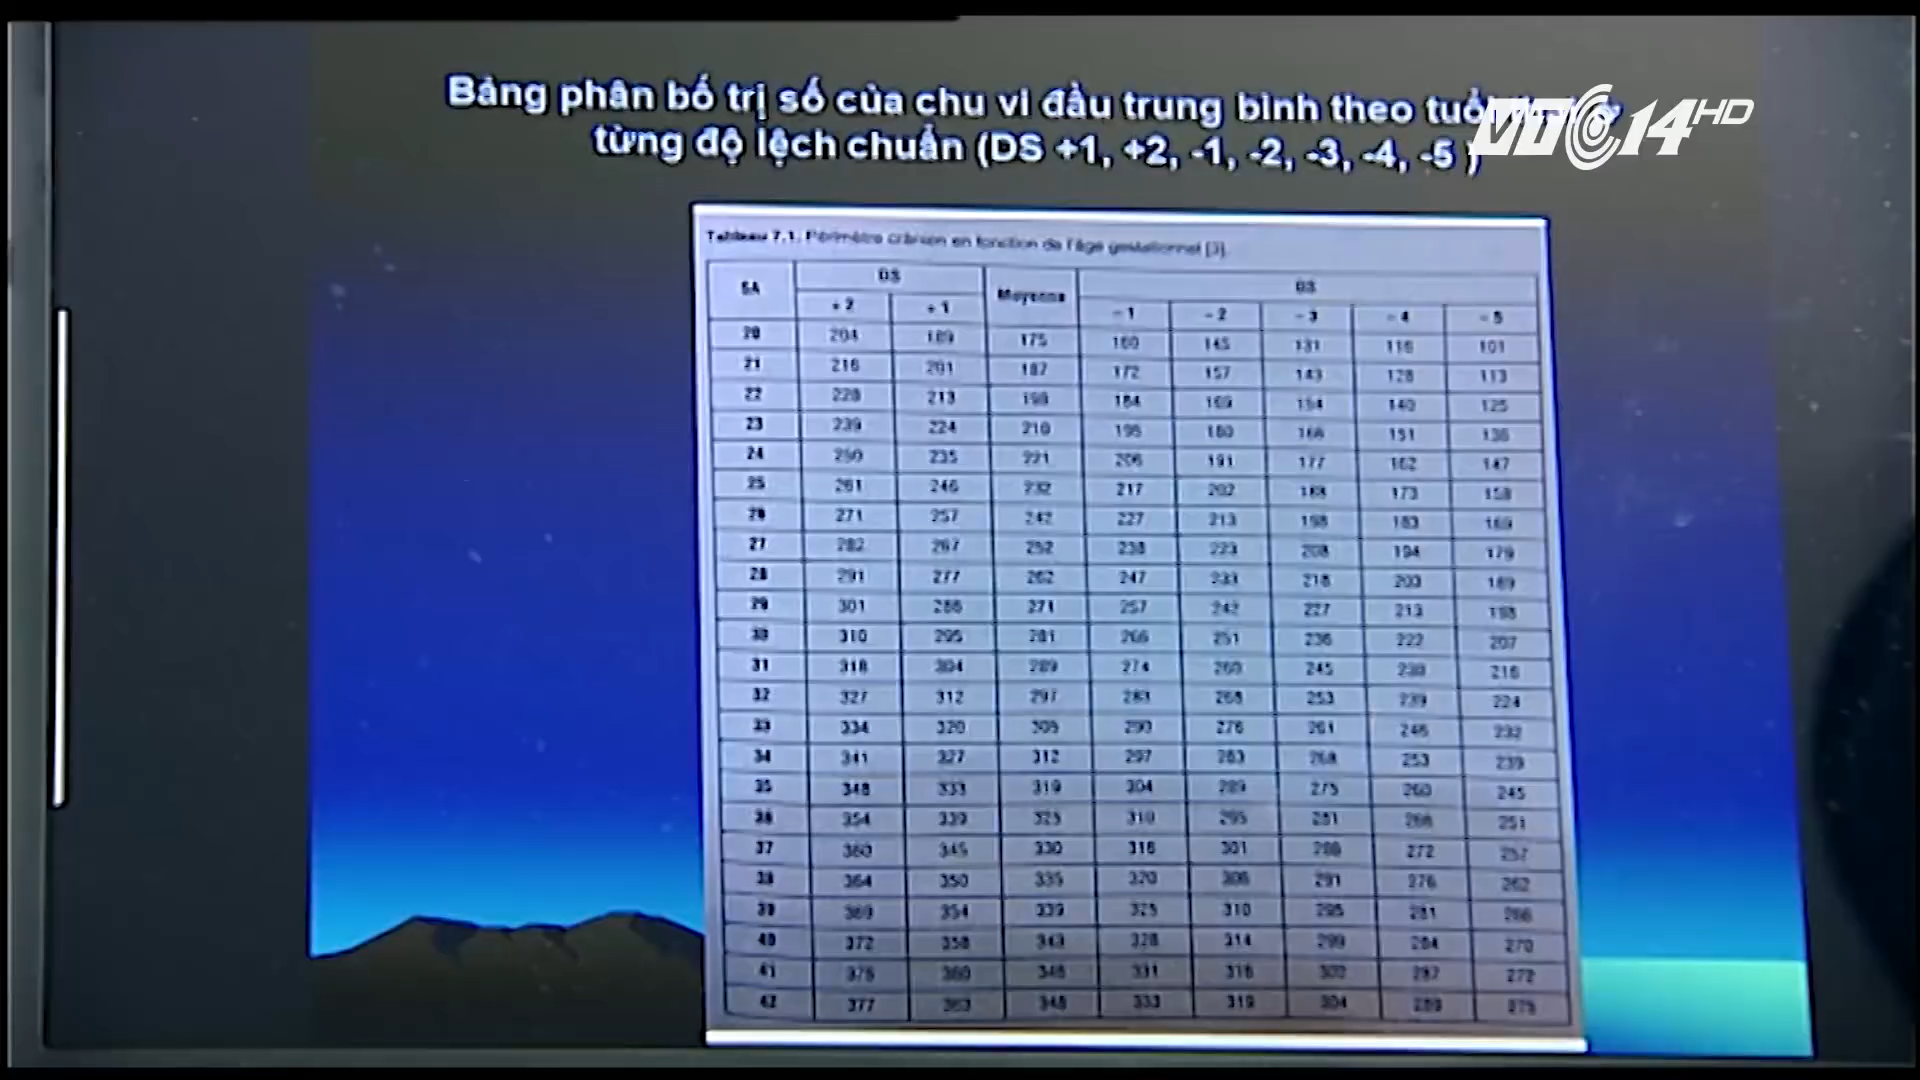 Bảng phân bố trị số của chu vi đầu trung bình theo tuổi
từng độ lệch chuẩn (DS +1, +2, -1, -2, -3, -4, -5 )
VTC14HD
Tableau 7.1. Périmètre crânien en fonction de l'âge gestationnel [3].
SA DS Moyenne DS
+ 2 + 1 - 1 - 2 - 3 - 4 - 5
20 204 189 175 160 145 131 116 101
21 216 201 187 172 157 143 128 113
22 228 213 198 184 169 154 140 125
23 239 224 210 195 180 166 151 136
24 250 235 221 206 191 177 162 147
25 261 246 232 217 202 188 173 158
26 271 257 242 227 213 198 183 169
27 282 267 252 238 223 208 194 179
28 291 277 262 247 233 218 203 189
29 301 286 271 257 242 227 213 198
30 310 295 281 266 251 236 222 207
31 318 304 289 274 260 245 230 216
32 327 312 297 283 268 253 239 224
33 334 320 305 290 276 261 246 232
34 341 327 312 297 283 268 253 239
35 348 333 319 304 289 275 260 245
36 354 339 325 310 295 281 266 251
37 360 345 330 316 301 286 272 257
38 364 350 335 320 306 291 276 262
39 369 354 339 325 310 295 281 266
40 372 358 343 328 314 299 284 270
41 375 360 346 331 316 302 287 272
42 377 363 348 333 319 304 289 275